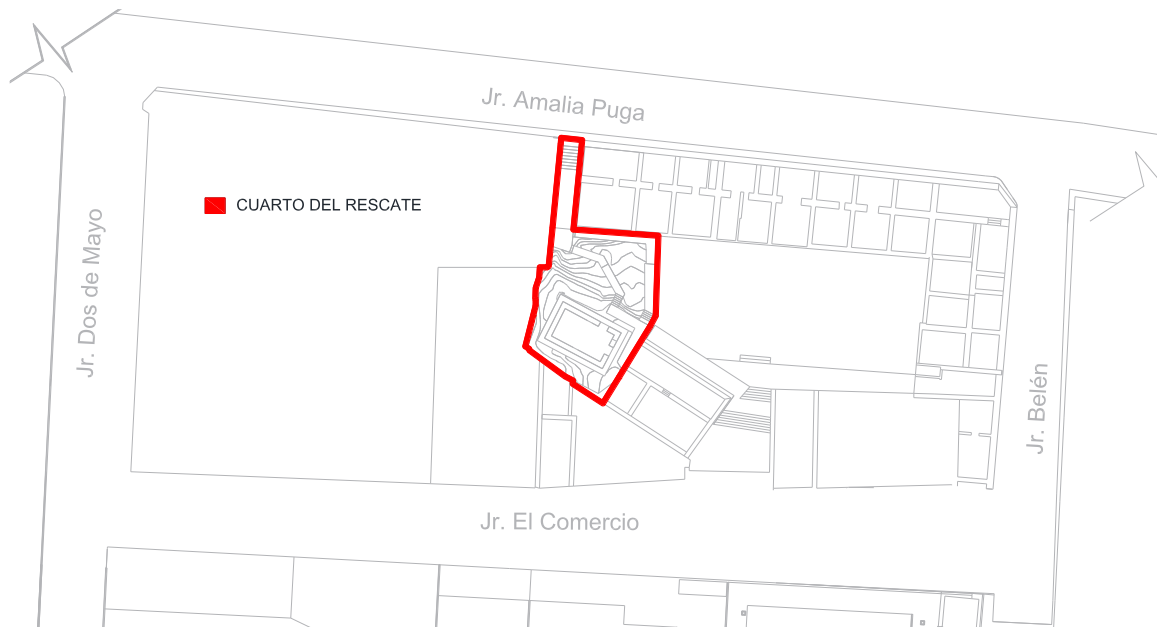 Jr. Amalia Puga
CUARTO DEL RESCATE
Jr. Dos de Mayo
Jr. Belén
Jr. El Comercio